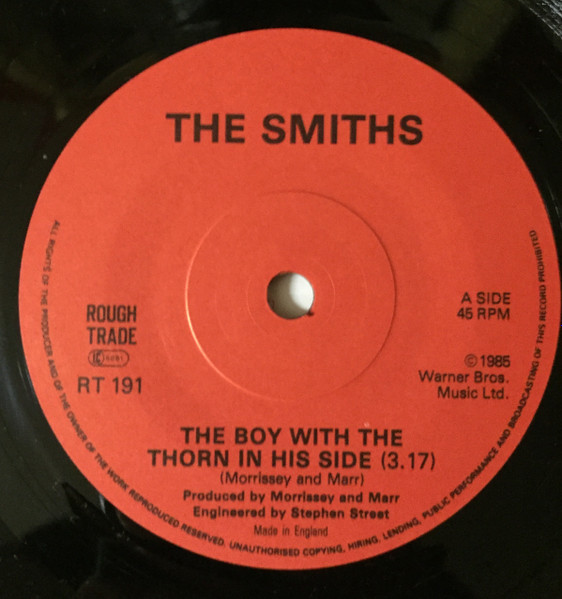 THE SMITHS
ROUGH
TRADE
RT 191
A SIDE
45 RPM
©1985
Warner Bros.
Music Ltd.
THE BOY WITH THE
THORN IN HIS SIDE (3.17)
(Morrissey and Marr)
Produced by Morrissey and Marr
Engineered by Stephen Street
Made in England
ALL RIGHTS OF THE PRODUCER AND OF THE OWNER OF THE WORK REPRODUCED RESERVED. UNAUTHORISED COPYING, HIRING, LENDING, PUBLIC PERFORMANCE AND BROADCASTING OF THIS RECORD PROHIBITED